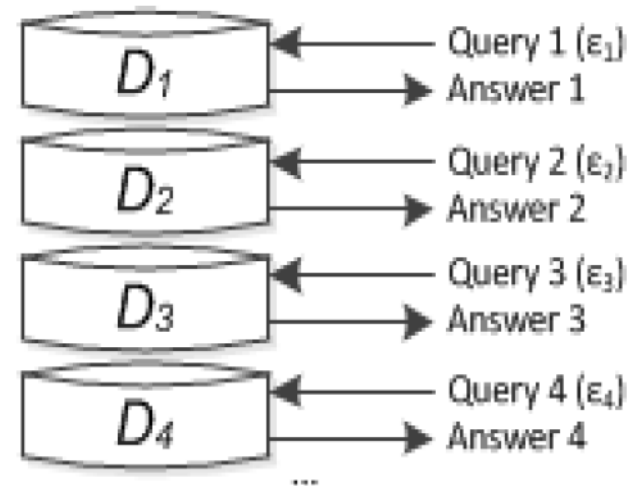 D₁
Query 1 (ε₁)
Answer 1
D₂
Query 2 (ε₂)
Answer 2
D₃
Query 3 (ε₃)
Answer 3
D₄
Query 4 (ε₄)
Answer 4
...